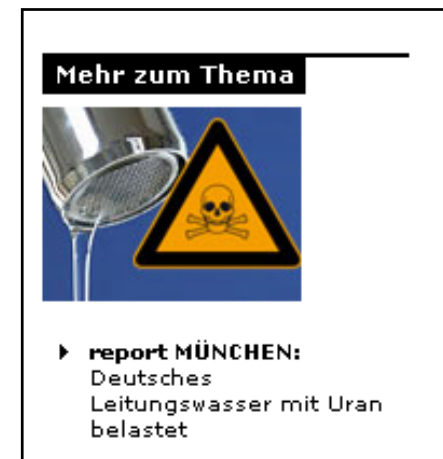 Mehr zum Thema
report MÜNCHEN:
Deutsches
Leitungswasser mit Uran
belastet